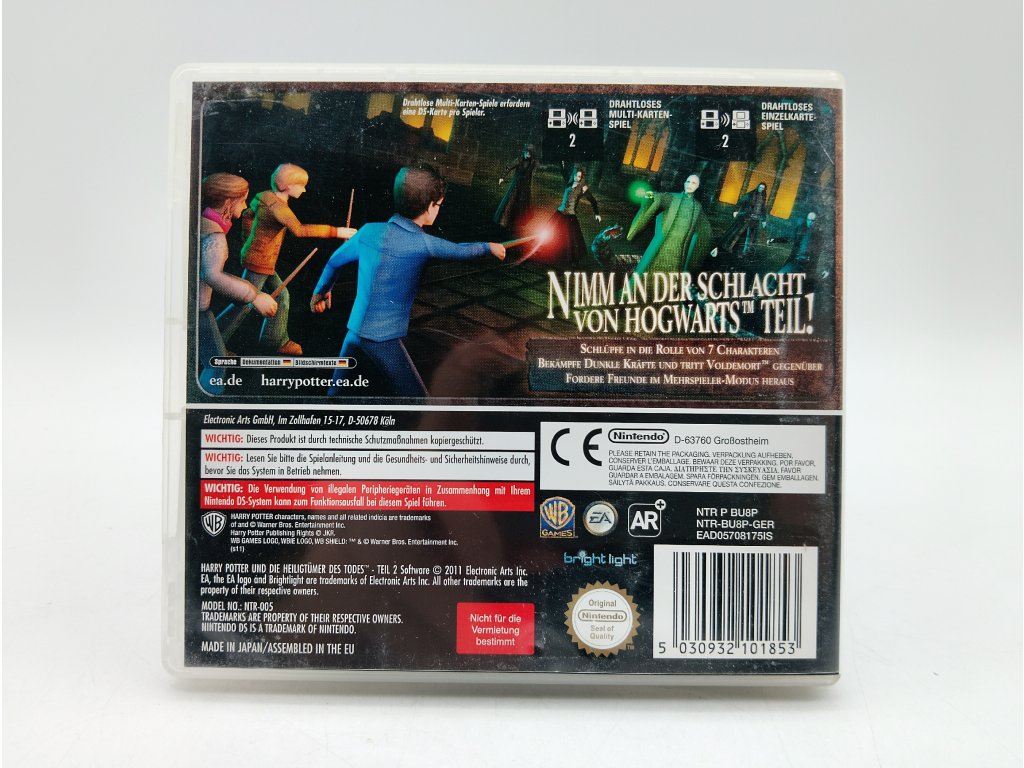 Drahtlose Multi-Karten-Spiele erfordern
eine DS-Karte pro Spieler.
2
DRAHTLOSES
MULTI-KARTEN-
SPIEL
2
DRAHTLOSES
EINZELKARTE-
SPIEL
NIMM AN DER SCHLACHT
VON HOGWARTS™ TEIL!
SCHLÜPFE IN DIE ROLLE VON 7 CHARAKTEREN
BEKÄMPFE DUNKLE KRÄFTE UND TRITT VOLDEMORT™ GEGENÜBER
FORDERE FREUNDE IM MEHRSPIELER-MODUS HERAUS
Sprache Dokumentation Bildschirmtexte
ea.de harrypotter.ea.de
Electronic Arts GmbH, Im Zollhafen 15-17, D-50678 Köln
WICHTIG: Dieses Produkt ist durch technische Schutzmaßnahmen kopiergeschützt.
WICHTIG: Lesen Sie bitte die Spielanleitung und die Gesundheits- und Sicherheitshinweise durch,
bevor Sie das System in Betrieb nehmen.
WICHTIG: Die Verwendung von illegalen Peripheriegeräten in Zusammenhang mit Ihrem
Nintendo DS-System kann zum Funktionsausfall bei diesem Spiel führen.
CE
Nintendo
D-63760 Großostheim
PLEASE RETAIN THE PACKAGING. VERPACKUNG AUFHEBEN.
CONSERVER L'EMBALLAGE. BEWAAR DEZE VERPAKKING. POR FAVOR,
GUARDA ESTA CAJA. ΔΙΑΤΗΡΗΣΤΕ ΤΗΝ ΣΥΣΚΕΥΑΣΙΑ. FAVOR
GUARDAR A EMBALAGEM. SPARA FÖRPACKNINGEN. GEM EMBALLAGEN.
SÄILYTÄ PAKKAUS. CONSERVARE QUESTA CONFEZIONE.
WB
HARRY POTTER characters, names and all related indicia are trademarks
of and © Warner Bros. Entertainment Inc.
Harry Potter Publishing Rights © JKR.
WB GAMES LOGO, WBIE LOGO, WB SHIELD: ™ & © Warner Bros. Entertainment Inc.
(s11)
WB
GAMES
EA
AR+
NTR P BU8P
NTR-BU8P-GER
EAD05708175IS
bright light
HARRY POTTER UND DIE HEILIGTÜMER DES TODES™ - TEIL 2 Software © 2011 Electronic Arts Inc.
EA, the EA logo and Brightlight are trademarks of Electronic Arts Inc. All other trademarks are the
property of their respective owners.
MODEL NO.: NTR-005
TRADEMARKS ARE PROPERTY OF THEIR RESPECTIVE OWNERS.
NINTENDO DS IS A TRADEMARK OF NINTENDO.
MADE IN JAPAN/ASSEMBLED IN THE EU
Nicht für die
Vermietung
bestimmt
Original
Nintendo
Seal of
Quality
TM
5 030932 101853